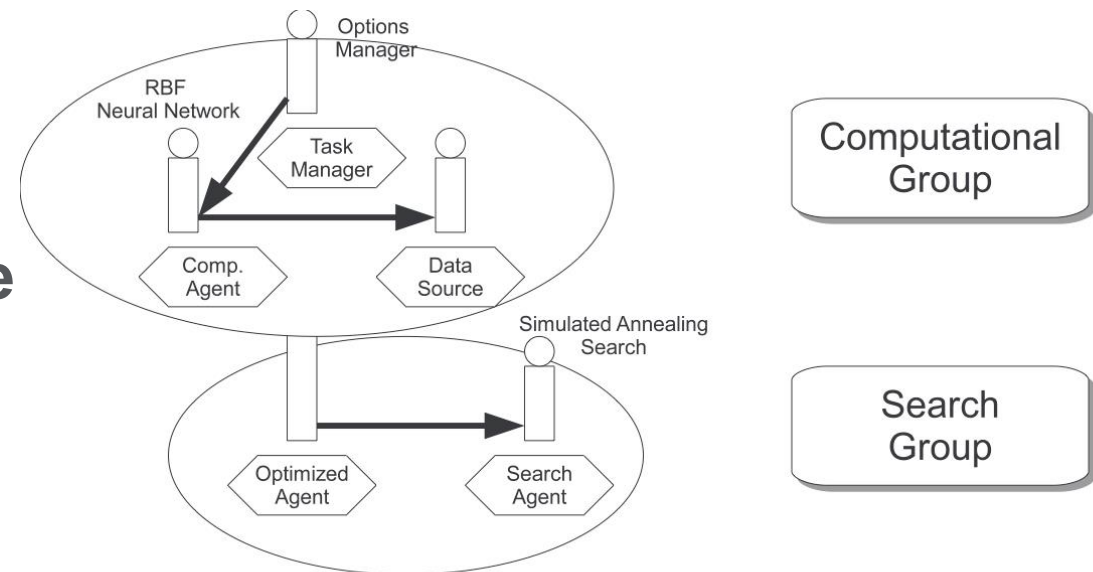 Options
Manager
RBF
Neural Network
Task
Manager
Computational
Group
Comp.
Agent
Data
Source
e
Simulated Annealing
Search
Optimized
Agent
Search
Agent
Search
Group